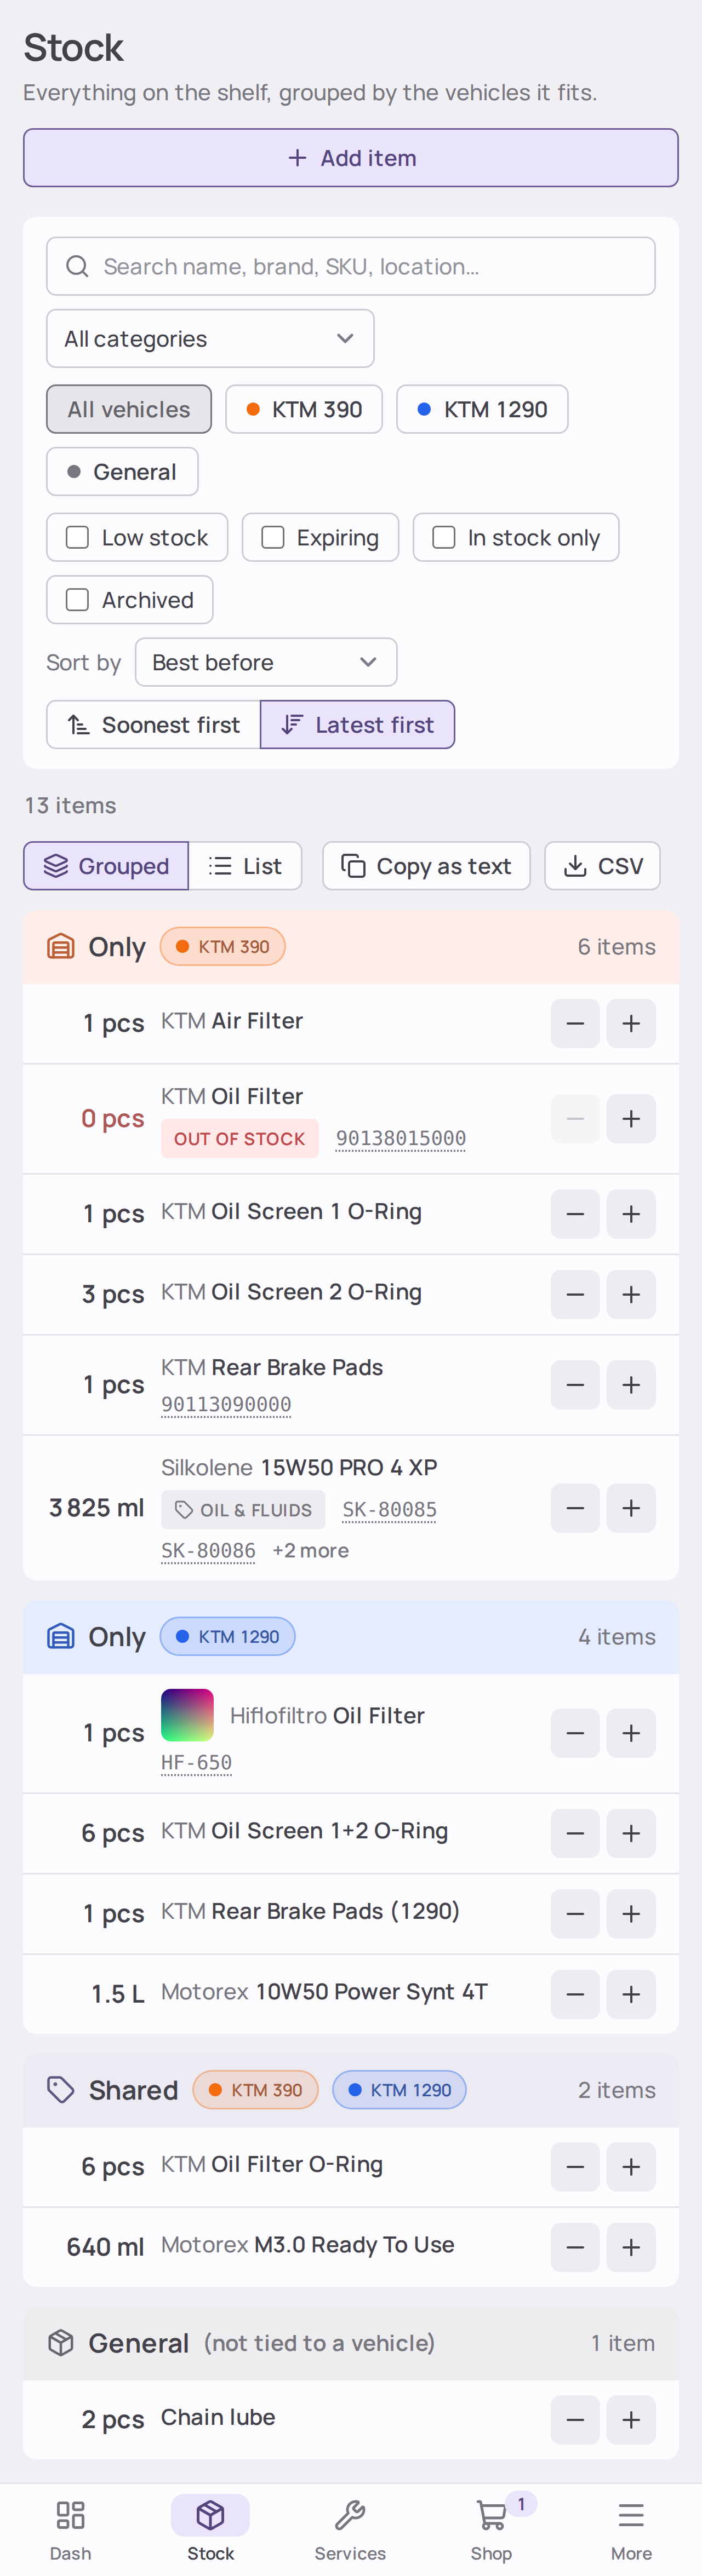 Stock
Everything on the shelf, grouped by the vehicles it fits.
+ Add item
Search name, brand, SKU, location…
All categories
All vehicles KTM 390 KTM 1290
General
Low stock Expiring In stock only
Archived
Sort by Best before
Soonest first Latest first
13 items
Grouped List Copy as text CSV
Only KTM 390 6 items
1 pcs KTM Air Filter
0 pcs KTM Oil Filter
OUT OF STOCK 90138015000
1 pcs KTM Oil Screen 1 O-Ring
3 pcs KTM Oil Screen 2 O-Ring
1 pcs KTM Rear Brake Pads
90113090000
3 825 ml Silkolene 15W50 PRO 4 XP
OIL & FLUIDS SK-80085
SK-80086 +2 more
Only KTM 1290 4 items
1 pcs Hiflofiltro Oil Filter
HF-650
6 pcs KTM Oil Screen 1+2 O-Ring
1 pcs KTM Rear Brake Pads (1290)
1.5 L Motorex 10W50 Power Synt 4T
Shared KTM 390 KTM 1290 2 items
6 pcs KTM Oil Filter O-Ring
640 ml Motorex M3.0 Ready To Use
General (not tied to a vehicle) 1 item
2 pcs Chain lube
1
Dash Stock Services Shop More